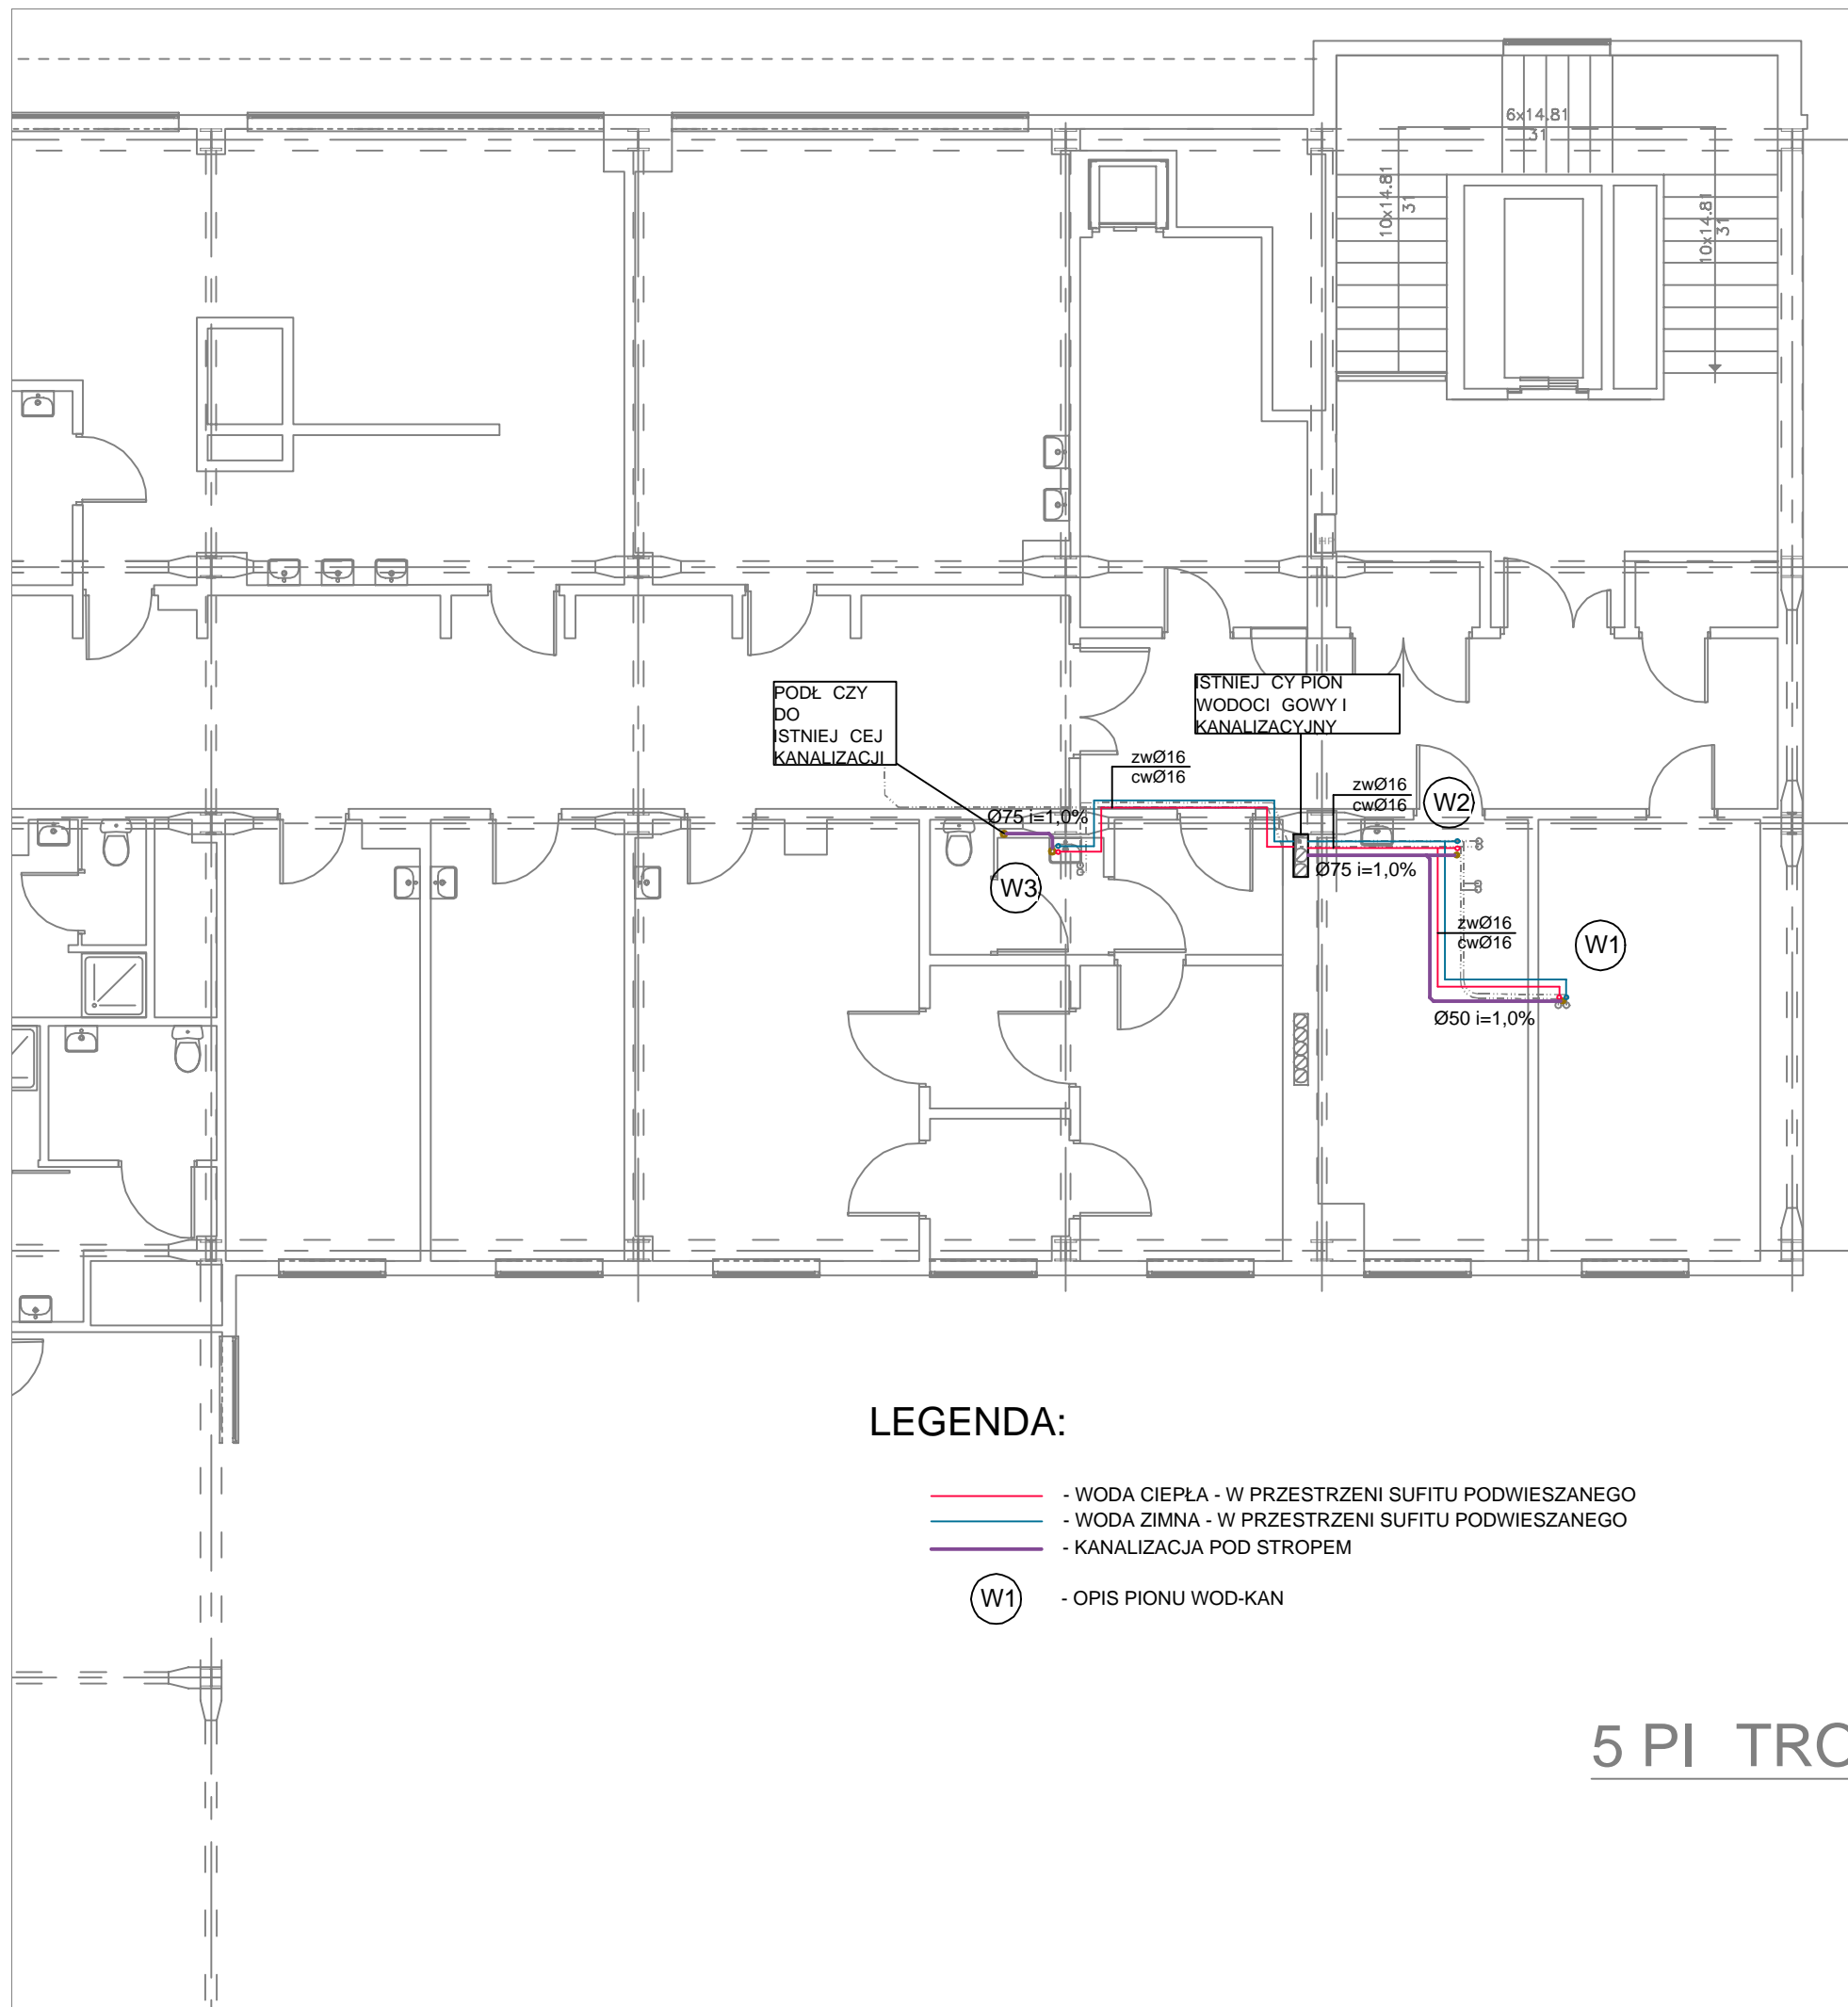 6x14.81
31
10x14.81
31
10x14.81
31
HP
PODŁ CZY
DO
ISTNIEJ CEJ
KANALIZACJI
ISTNIEJ CY PION
WODOCI GOWY I
KANALIZACYJNY
zwØ16
cwØ16
zwØ16
cwØ16
W2
Ø75 i=1,0%
Ø75 i=1,0%
W3
zwØ16
cwØ16
W1
Ø50 i=1,0%
LEGENDA:
- WODA CIEPŁA - W PRZESTRZENI SUFITU PODWIESZANEGO
- WODA ZIMNA - W PRZESTRZENI SUFITU PODWIESZANEGO
- KANALIZACJA POD STROPEM
W1 - OPIS PIONU WOD-KAN
5 PI TRO